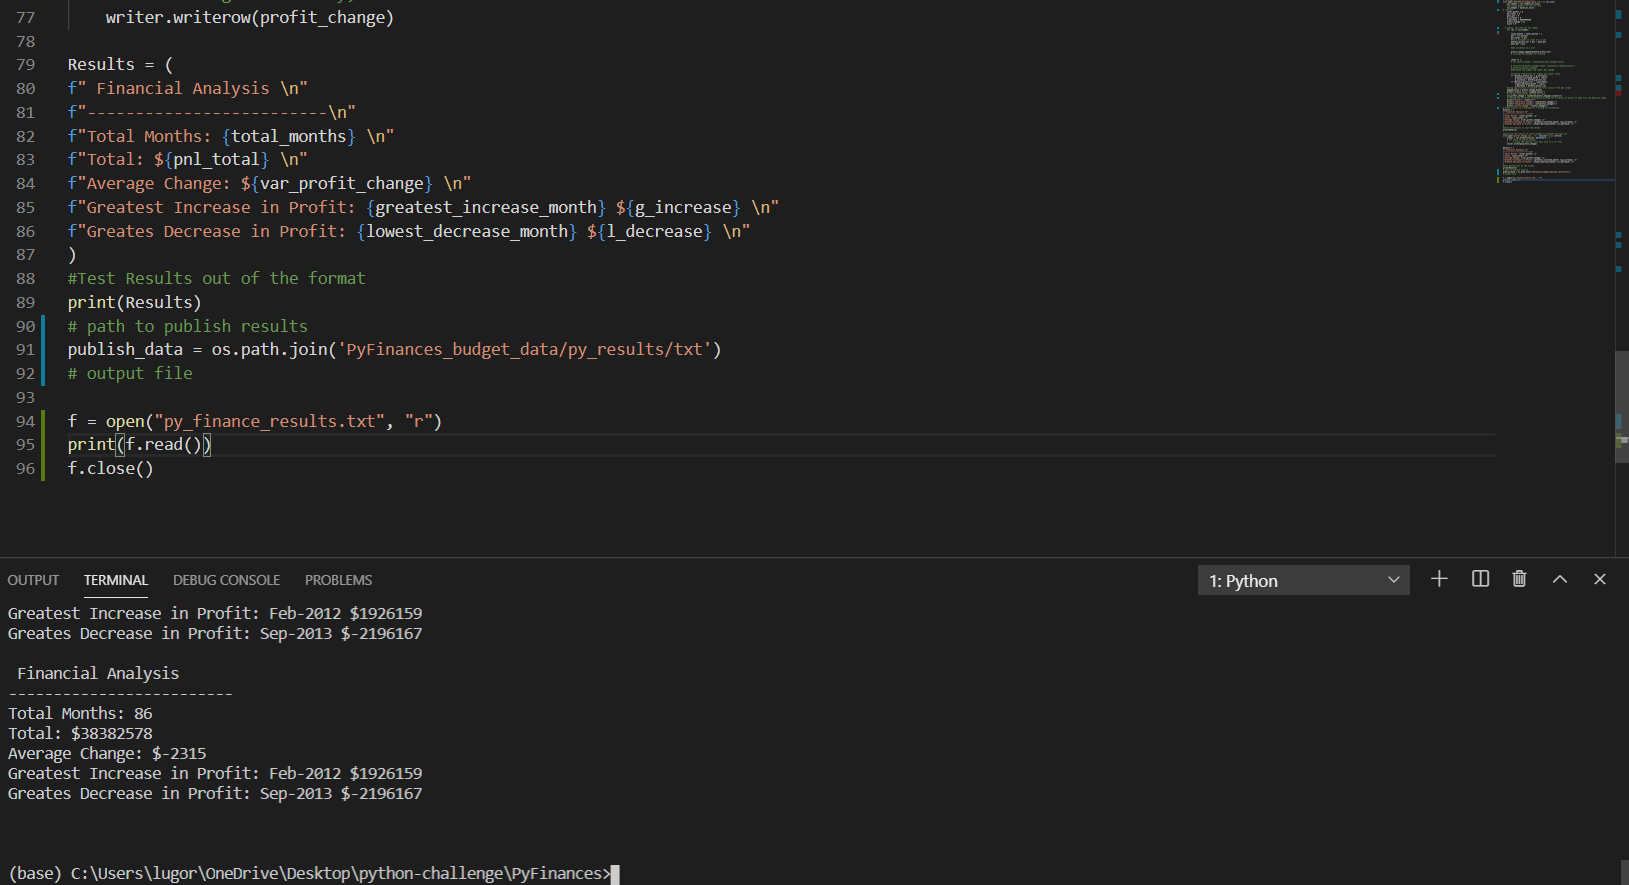 77 writer.writerow(profit_change)
78
79 Results = (
80 f" Financial Analysis \n"
81 f"-------------------------\n"
82 f"Total Months: {total_months} \n"
83 f"Total: ${pnl_total} \n"
84 f"Average Change: ${var_profit_change} \n"
85 f"Greatest Increase in Profit: {greatest_increase_month} ${g_increase} \n"
86 f"Greates Decrease in Profit: {lowest_decrease_month} ${l_decrease} \n"
87 )
88 #Test Results out of the format
89 print(Results)
90 # path to publish results
91 publish_data = os.path.join('PyFinances_budget_data/py_results/txt')
92 # output file
93
94 f = open("py_finance_results.txt", "r")
95 print(f.read())
96 f.close()
OUTPUT TERMINAL DEBUG CONSOLE PROBLEMS 1: Python
Greatest Increase in Profit: Feb-2012 $1926159
Greates Decrease in Profit: Sep-2013 $-2196167
Financial Analysis
-------------------------
Total Months: 86
Total: $38382578
Average Change: $-2315
Greatest Increase in Profit: Feb-2012 $1926159
Greates Decrease in Profit: Sep-2013 $-2196167
(base) C:\Users\lugor\OneDrive\Desktop\python-challenge\PyFinances>